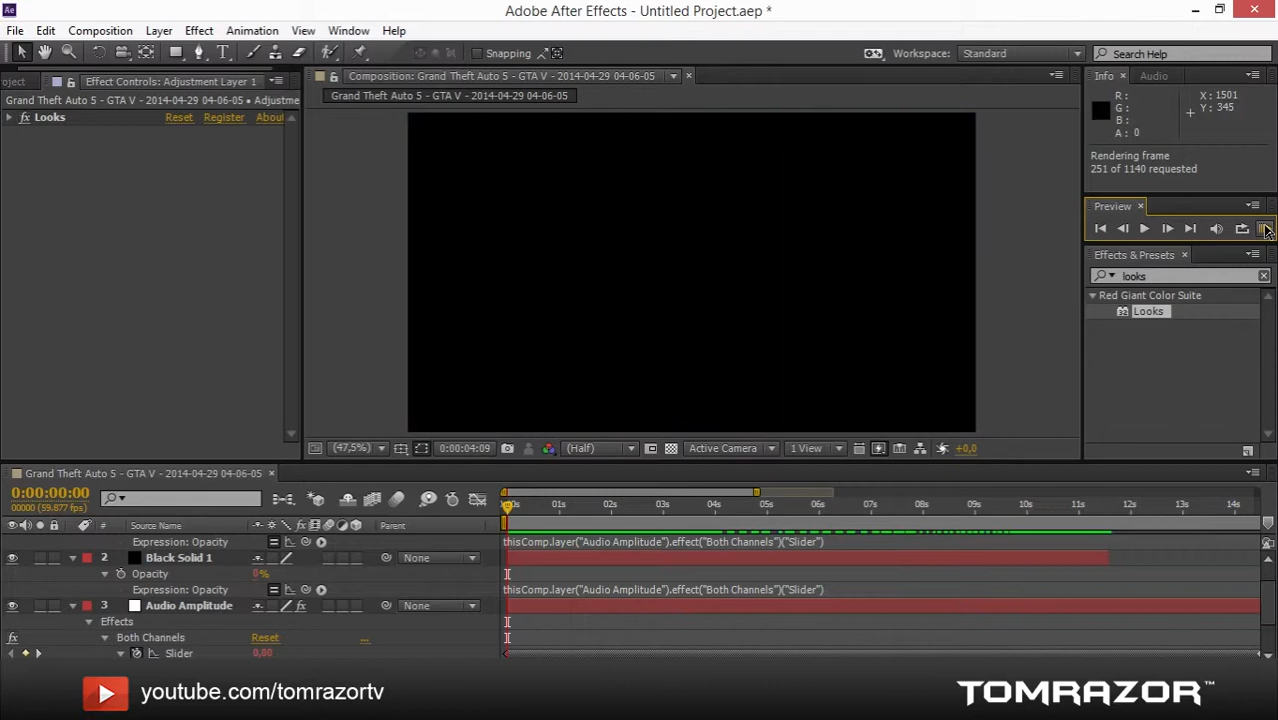 Ae Adobe After Effects - Untitled Project.aep *
File Edit Composition Layer Effect Animation View Window Help
Snapping Workspace: Standard Search Help
oject Effect Controls: Adjustment Layer 1
Composition: Grand Theft Auto 5 - GTA V - 2014-04-29 04-06-05
Info Audio
Grand Theft Auto 5 - GTA V - 2014-04-29 04-06-05 • Adjustme
Grand Theft Auto 5 - GTA V - 2014-04-29 04-06-05
R: X: 1501
G: Y: 345
B:
A: 0
fx Looks Reset Register About
Rendering frame
251 of 1140 requested
Preview
Effects & Presets
looks
Red Giant Color Suite
Looks
(47,5%) 0:00:04:09 (Half) Active Camera 1 View +0,0
Grand Theft Auto 5 - GTA V - 2014-04-29 04-06-05
0:00:00:00
00000 (59.877 fps)
00s 01s 02s 03s 04s 05s 06s 07s 08s 09s 10s 11s 12s 13s 14s
# Source Name fx Parent
Expression: Opacity thisComp.layer("Audio Amplitude").effect("Both Channels")("Slider")
2 Black Solid 1 None
Opacity 0%
Expression: Opacity thisComp.layer("Audio Amplitude").effect("Both Channels")("Slider")
3 Audio Amplitude fx None
Effects
fx Both Channels Reset ...
Slider 0,00
youtube.com/tomrazortv TOMRAZOR™